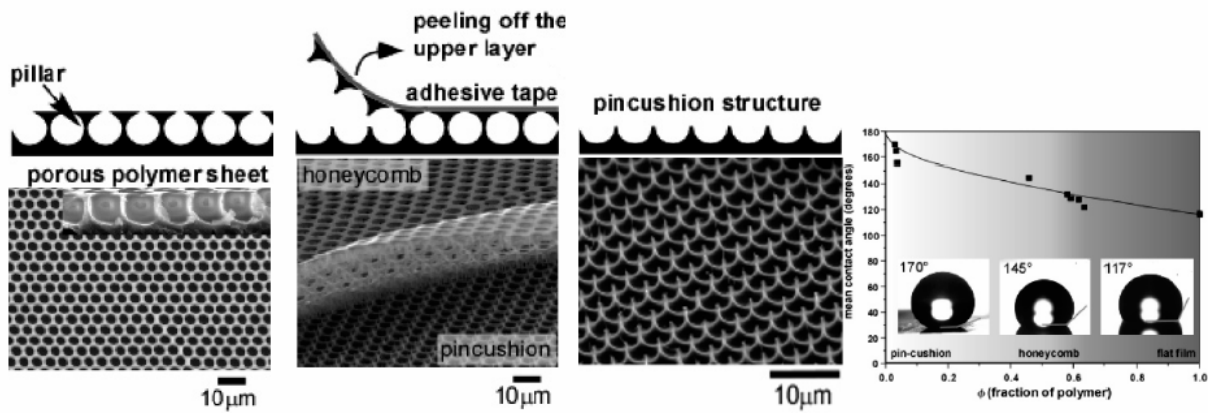 pillar
porous polymer sheet
10μm
peeling off the
upper layer
adhesive tape
honeycomb
pincushion
10μm
pincushion structure
10μm
mean contact angle (degrees)
180
160
140
120
100
80
60
40
20
0
170°
145°
117°
pin-cushion
honeycomb
flat film
0.0
0.2
0.4
0.6
0.8
1.0
ϕ (fraction of polymer)